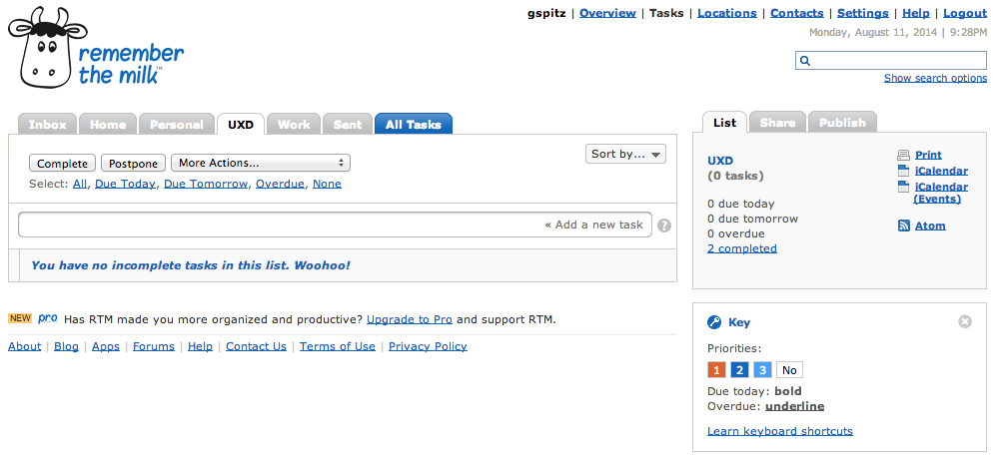 gspitz | Overview | Tasks | Locations | Contacts | Settings | Help | Logout
Monday, August 11, 2014 | 9:28PM
remember
the milk™
Show search options
Inbox Home Personal UXD Work Sent All Tasks
Complete Postpone More Actions... Sort by...
Select: All, Due Today, Due Tomorrow, Overdue, None
« Add a new task ?
You have no incomplete tasks in this list. Woohoo!
List Share Publish
UXD
(0 tasks)
0 due today
0 due tomorrow
0 overdue
2 completed
Print
iCalendar
iCalendar
(Events)
Atom
NEW pro Has RTM made you more organized and productive? Upgrade to Pro and support RTM.
About | Blog | Apps | Forums | Help | Contact Us | Terms of Use | Privacy Policy
Key
Priorities:
1 2 3 No
Due today: bold
Overdue: underline
Learn keyboard shortcuts